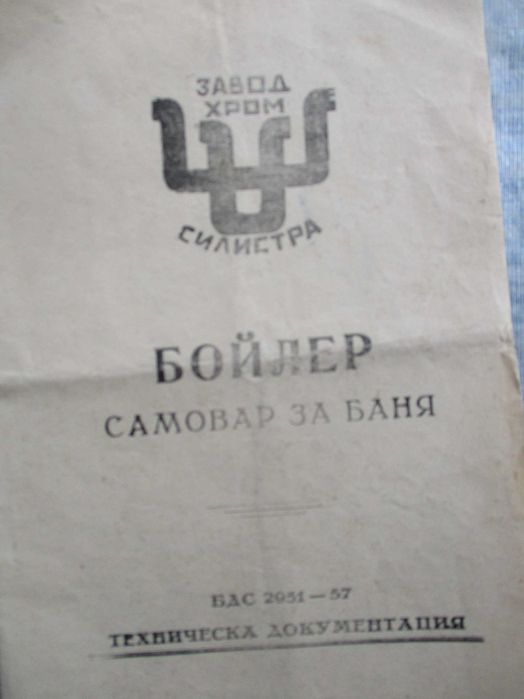 ЗАВОД
ХРОМ
СИЛИСТРА
БОЙЛЕР
САМОВАР ЗА БАНЯ
БДС 2951—57
ТЕХНИЧЕСКА ДОКУМЕНТАЦИЯ